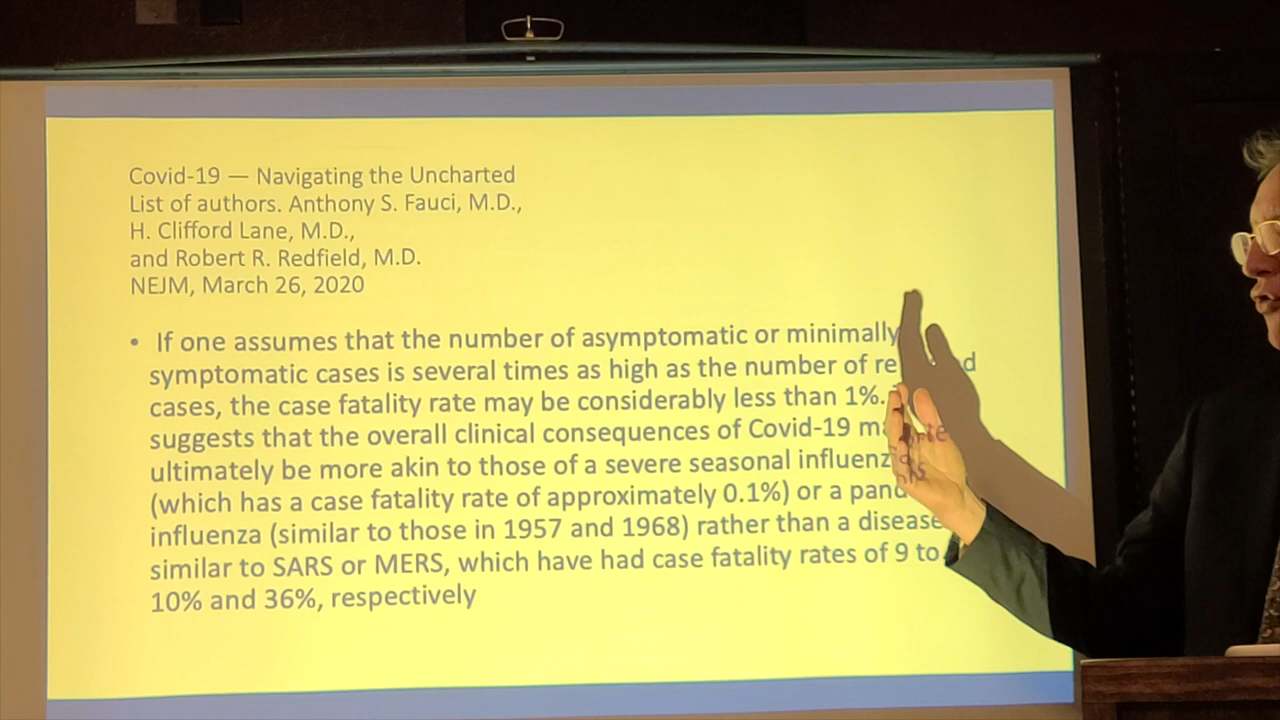 Covid-19 — Navigating the Uncharted
List of authors. Anthony S. Fauci, M.D.,
H. Clifford Lane, M.D.,
and Robert R. Redfield, M.D.
NEJM, March 26, 2020
• If one assumes that the number of asymptomatic or minimally
symptomatic cases is several times as high as the number of
cases, the case fatality rate may be considerably less than 1%.
suggests that the overall clinical consequences of Covid-19
ultimately be more akin to those of a severe seasonal
(which has a case fatality rate of approximately 0.1%) or a
influenza (similar to those in 1957 and 1968) rather than a disease
similar to SARS or MERS, which have had case fatality rates of 9 to
10% and 36%, respectively